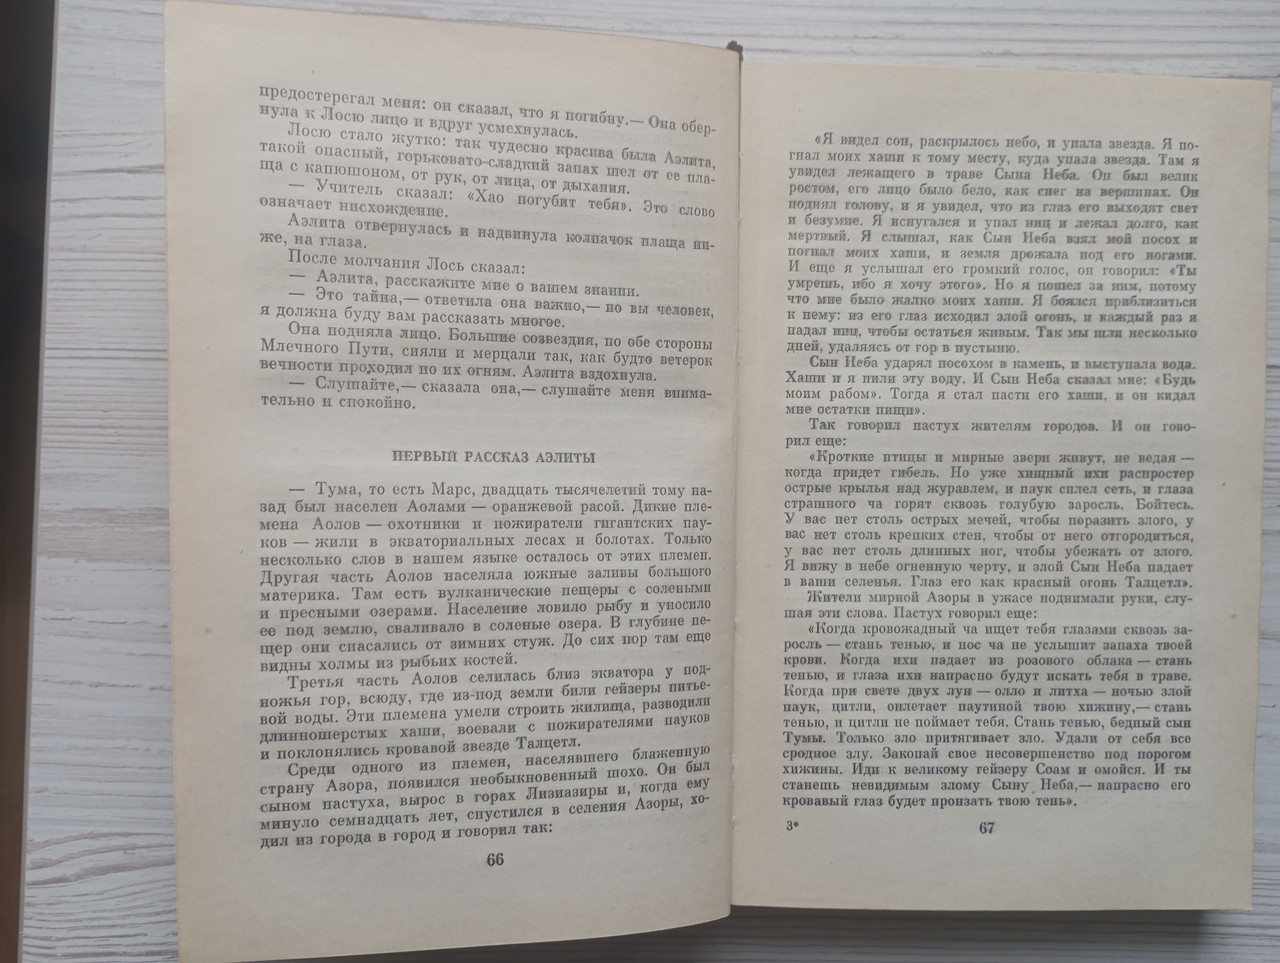 предостерегал меня: он сказал, что я погибну.— Она обер-
нула к Лосю лицо и вдруг усмехнулась.
Лосю стало жутко: так чудесно красива была Аэлита,
такой опасный, горьковато-сладкий запах шел от ее пла-
ща с капюшоном, от рук, от лица, от дыхания.
— Учитель сказал: «Хао погубит тебя». Это слово
означает нисхождение.
Аэлита отвернулась и надвинула колпачок плаща ни-
же, на глаза.
После молчания Лось сказал:
— Аэлита, расскажите мне о вашем знании.
— Это тайна,— ответила она важно,— но вы человек,
я должна буду вам рассказать многое.
Она подняла лицо. Большие созвездия, по обе стороны
Млечного Пути, сияли и мерцали так, как будто ветерок
вечности проходил по их огням. Аэлита вздохнула.
— Слушайте,— сказала она,— слушайте меня внима-
тельно и спокойно.
ПЕРВЫЙ РАССКАЗ АЭЛИТЫ
— Тума, то есть Марс, двадцать тысячелетий тому на-
зад был населен Аолами — оранжевой расой. Дикие пле-
мена Аолов — охотники и пожиратели гигантских пау-
ков — жили в экваториальных лесах и болотах. Только
несколько слов в нашем языке осталось от этих племен.
Другая часть Аолов населяла южные заливы большого
материка. Там есть вулканические пещеры с солеными
и пресными озерами. Население ловило рыбу и уносило
ее под землю, сваливало в соленые озера. В глубине пе-
щер они спасались от зимних стуж. До сих пор там еще
видны холмы из рыбьих костей.
Третья часть Аолов селилась близ экватора у под-
ножья гор, всюду, где из-под земли били гейзеры питье-
вой воды. Эти племена умели строить жилища, разводили
длинношерстых хаши, воевали с пожирателями пауков
и поклонялись кровавой звезде Талцетл.
Среди одного из племен, населявшего блаженную
страну Азора, появился необыкновенный шохо. Он был
сыном пастуха, вырос в горах Лизиазиры и, когда ему
минуло семнадцать лет, спустился в селения Азоры, хо-
дил из города в город и говорил так:
66
«Я видел сон, раскрылось небо, и упала звезда. Я по-
гнал моих хаши к тому месту, куда упала звезда. Там я
увидел лежащего в траве Сына Неба. Он был велик
ростом, его лицо было бело, как снег на вершинах. Он
поднял голову, и я увидел, что из глаз его выходят свет
и безумие. Я испугался и упал ниц и лежал долго, как
мертвый. Я слышал, как Сын Неба взял мой посох и
погнал моих хаши, и земля дрожала под его ногами.
И еще я услышал его громкий голос, он говорил: «Ты
умрешь, ибо я хочу этого». Но я пошел за ним, потому
что мне было жалко моих хаши. Я боялся приблизиться
к нему: из его глаз исходил злой огонь, и каждый раз я
падал ниц, чтобы остаться живым. Так мы шли несколько
дней, удаляясь от гор в пустыню.
Сын Неба ударял посохом в камень, и выступала вода.
Хаши и я пили эту воду. И Сын Неба сказал мне: «Будь
моим рабом». Тогда я стал пасти его хаши, и он кидал
мне остатки пищи».
Так говорил пастух жителям городов. И он гово-
рил еще:
«Кроткие птицы и мирные звери живут, не ведая —
когда придет гибель. Но уже хищный ихи распростер
острые крылья над журавлем, и паук сплел сеть, и глаза
страшного ча горят сквозь голубую заросль. Бойтесь.
У вас нет столь острых мечей, чтобы поразить злого, у
вас нет столь крепких стен, чтобы от него отгородиться,
у вас нет столь длинных ног, чтобы убежать от злого.
Я вижу в небе огненную черту, и злой Сын Неба падает
в ваши селенья. Глаз его как красный огонь Талцетл».
Жители мирной Азоры в ужасе поднимали руки, слу-
шая эти слова. Пастух говорил еще:
«Когда кровожадный ча ищет тебя глазами сквозь за-
росль — стань тенью, и нос ча не услышит запаха твоей
крови. Когда ихи падает из розового облака — стань
тенью, и глаза ихи напрасно будут искать тебя в траве.
Когда при свете двух лун — олло и литха — ночью злой
паук, цитли, оплетает паутиной твою хижину,— стань
тенью, и цитли не поймает тебя. Стань тенью, бедный сын
Тумы. Только зло притягивает зло. Удали от себя все
сродное злу. Закопай свое несовершенство под порогом
хижины. Иди к великому гейзеру Соам и омойся. И ты
станешь невидимым злому Сыну Неба,— напрасно его
кровавый глаз будет пронзать твою тень».
3*
67